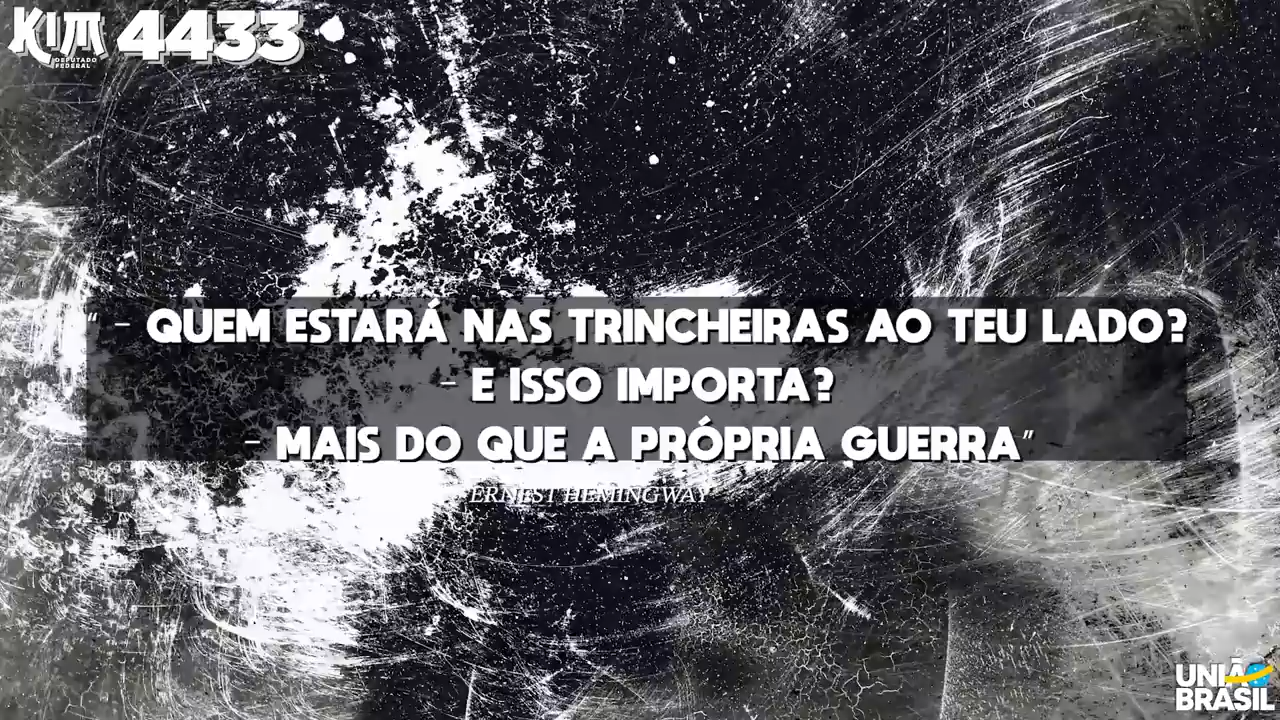 KIM 4433
DEPUTADO
FEDERAL
“ – QUEM ESTARÁ NAS TRINCHEIRAS AO TEU LADO?
– E ISSO IMPORTA?
– MAIS DO QUE A PRÓPRIA GUERRA”
ERNEST HEMINGWAY
UNIÃO
BRASIL